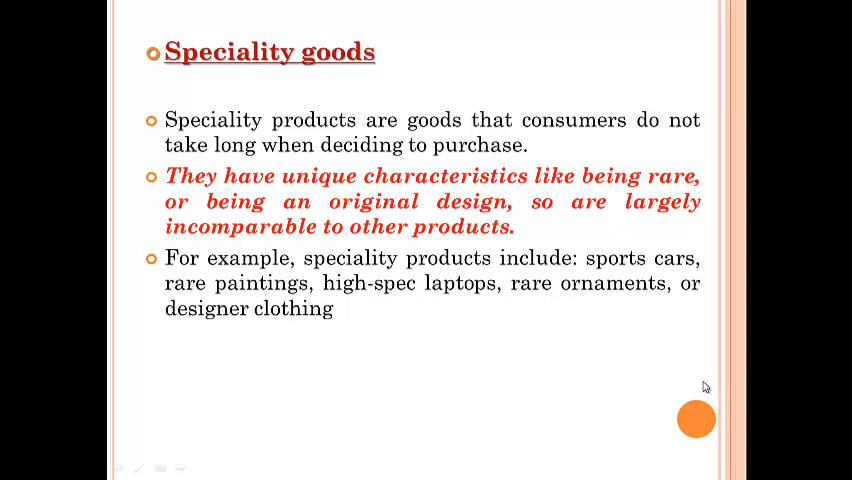 Speciality goods
Speciality products are goods that consumers do not
take long when deciding to purchase.
They have unique characteristics like being rare,
or being an original design, so are largely
incomparable to other products.
For example, speciality products include: sports cars,
rare paintings, high-spec laptops, rare ornaments, or
designer clothing